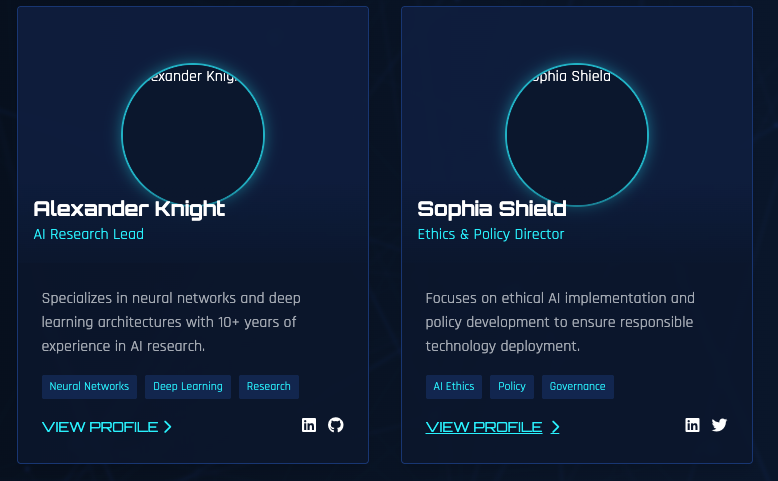 exander Knig
Alexander Knight
AI Research Lead
Specializes in neural networks and deep
learning architectures with 10+ years of
experience in AI research.
Neural Networks Deep Learning Research
VIEW PROFILE
ophia Shield
Sophia Shield
Ethics & Policy Director
Focuses on ethical AI implementation and
policy development to ensure responsible
technology deployment.
AI Ethics Policy Governance
VIEW PROFILE